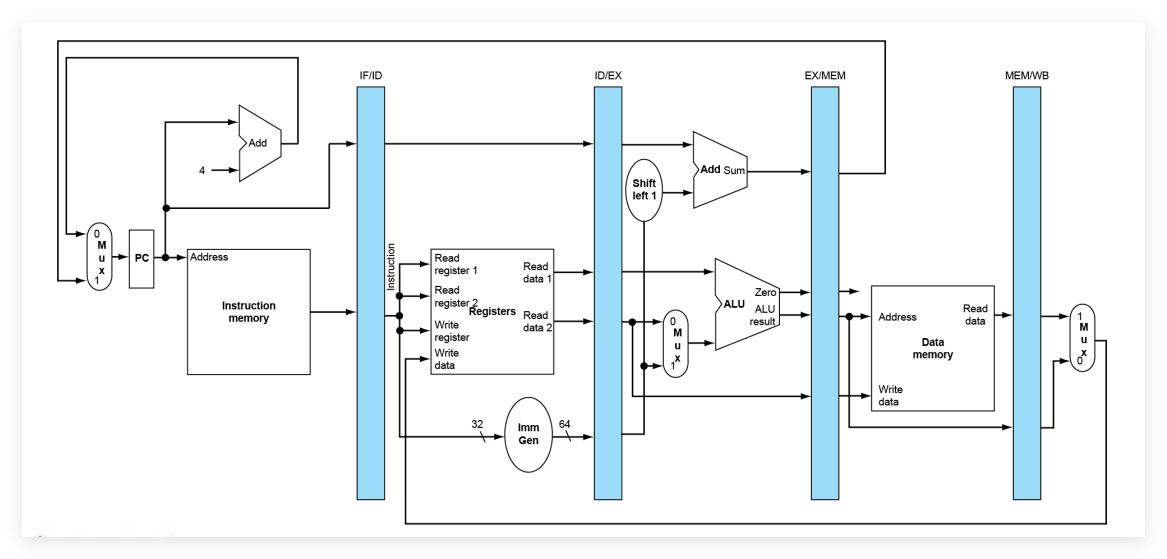 IF/ID
ID/EX
EX/MEM
MEM/WB
Add
4
Add Sum
Shift
left 1
0
M
u
x
1
PC
Address
Instruction
memory
Instruction
Read
register 1
Read
register 2
Registers
Write
register
Write
data
Read
data 1
Read
data 2
0
M
u
x
1
ALU
Zero
ALU
result
Address
Read
data
Data
memory
Write
data
1
M
u
x
0
32
Imm
Gen
64